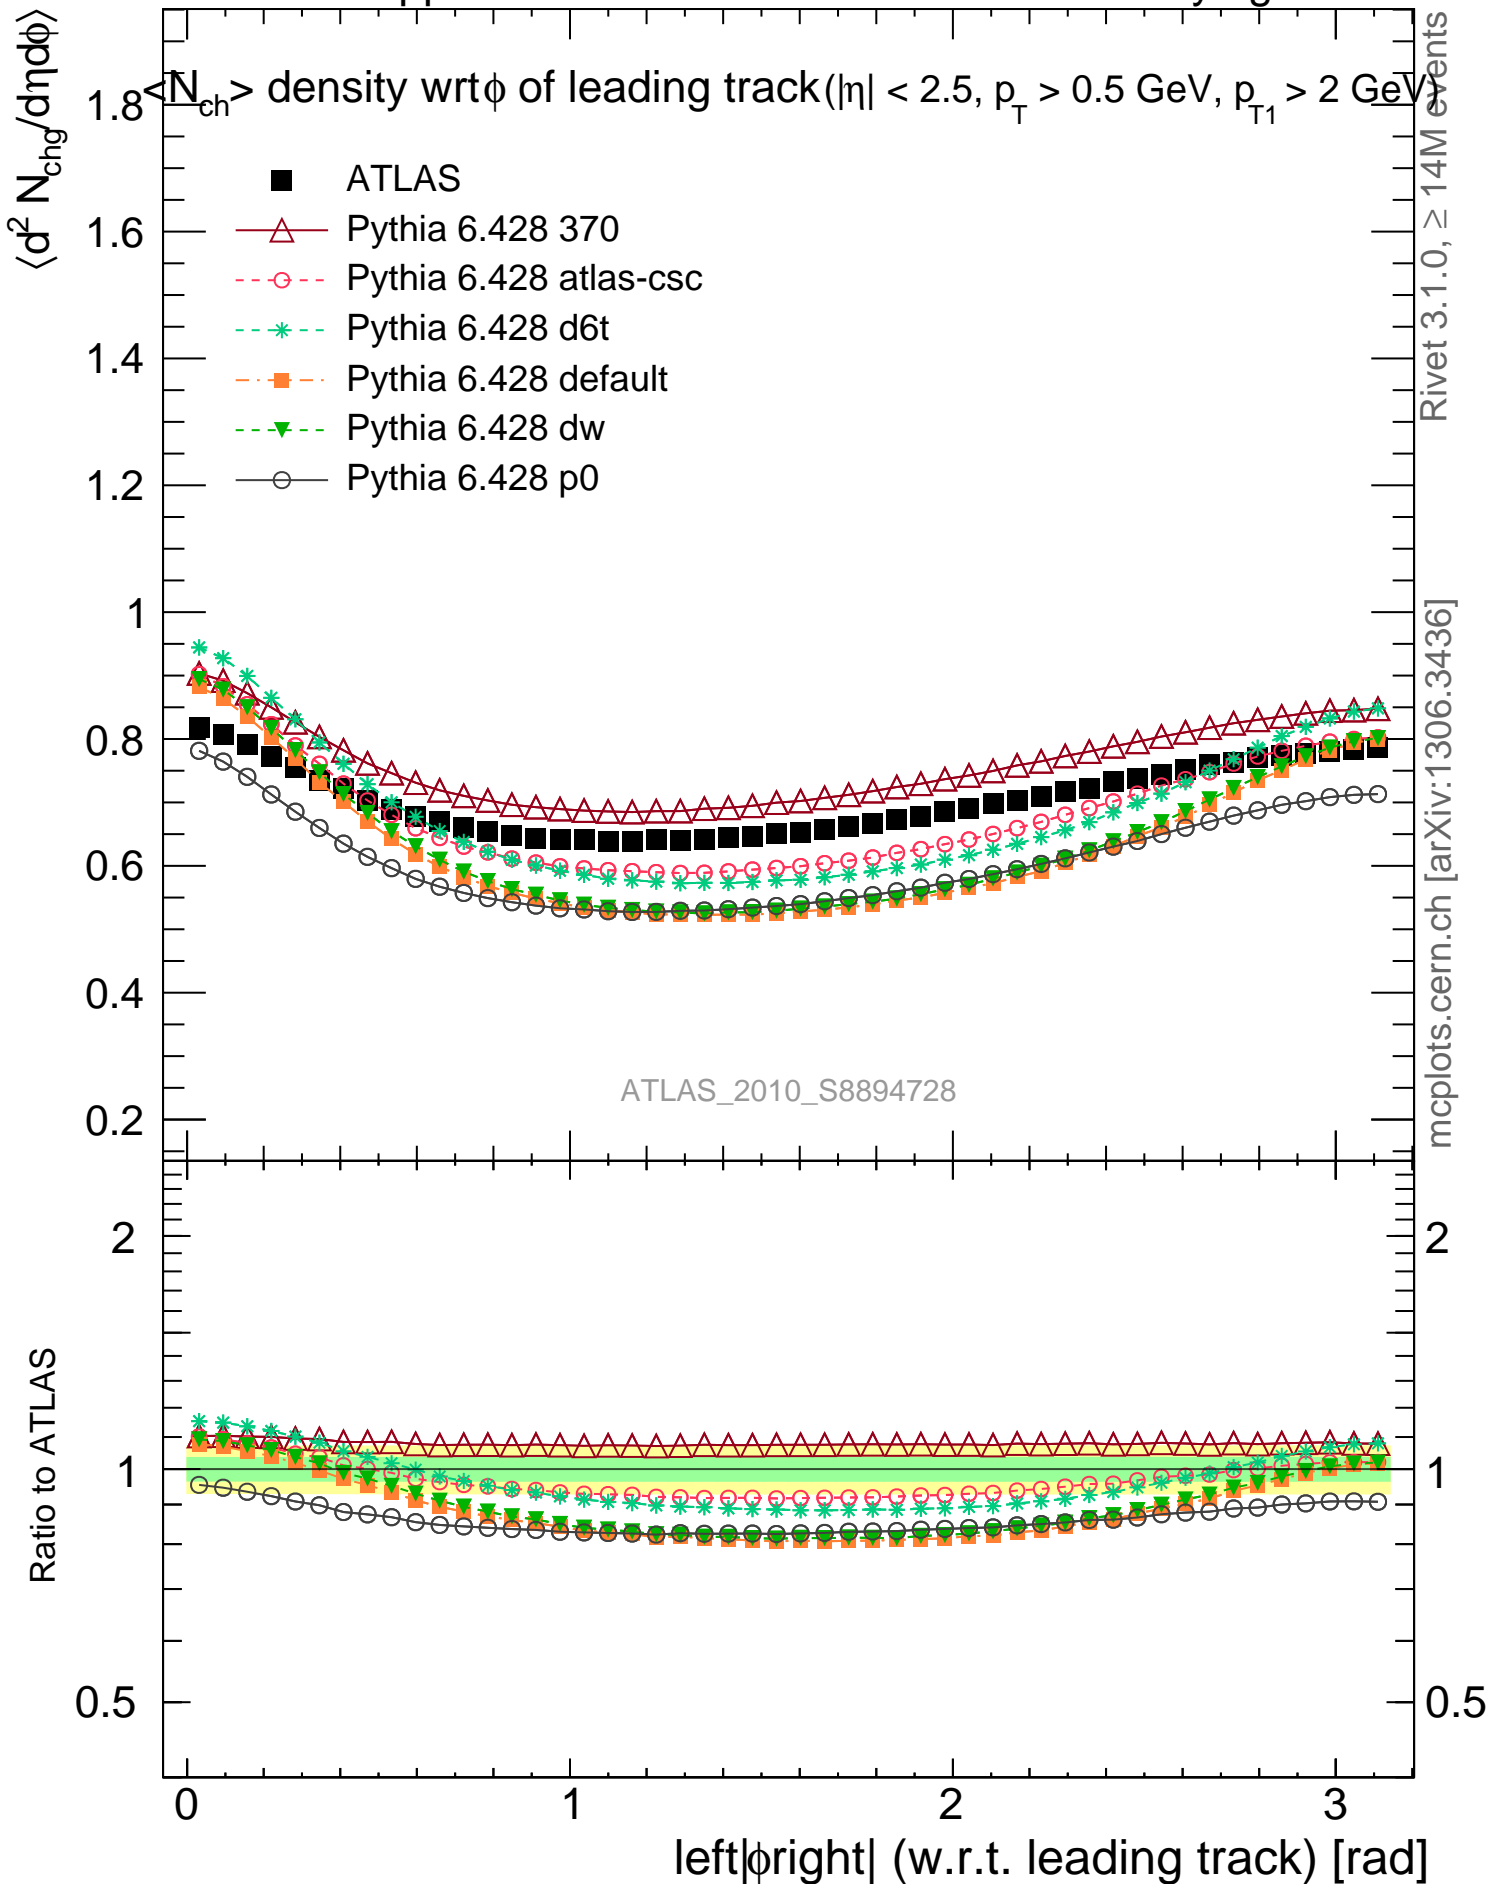 <N_ch> density wrt ϕ of leading track (|η| < 2.5, p_T > 0.5 GeV, p_T1 > 2 GeV)
⟨d² N_chg/dηdϕ⟩
ATLAS
Pythia 6.428 370
Pythia 6.428 atlas-csc
Pythia 6.428 d6t
Pythia 6.428 default
Pythia 6.428 dw
Pythia 6.428 p0
1.8
1.6
1.4
1.2
1
0.8
0.6
0.4
0.2
ATLAS_2010_S8894728
Rivet 3.1.0, ≥ 14M events
mcplots.cern.ch [arXiv:1306.3436]
Ratio to ATLAS
2
1
0.5
2
1
0.5
0
1
2
3
left|ϕright| (w.r.t. leading track) [rad]